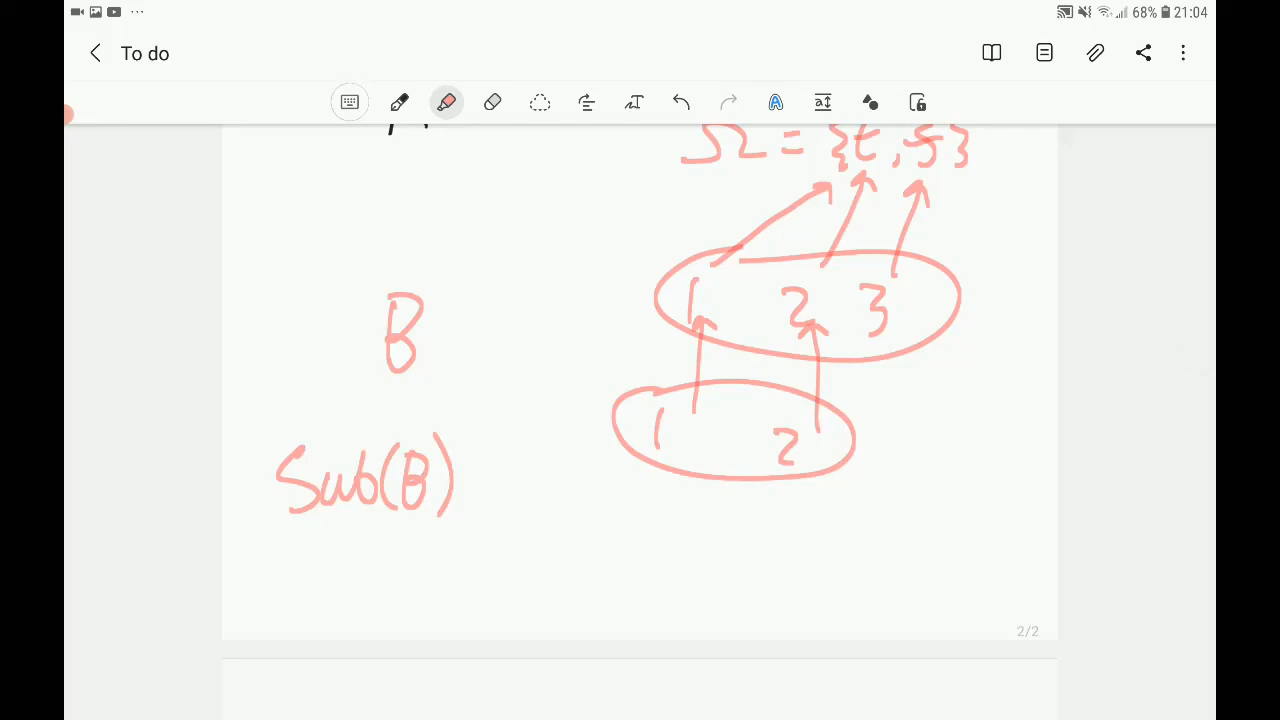 68% 21:04
To do
Ω = {t, f}
1 2 3
B
1 2
Sub(B)
2/2